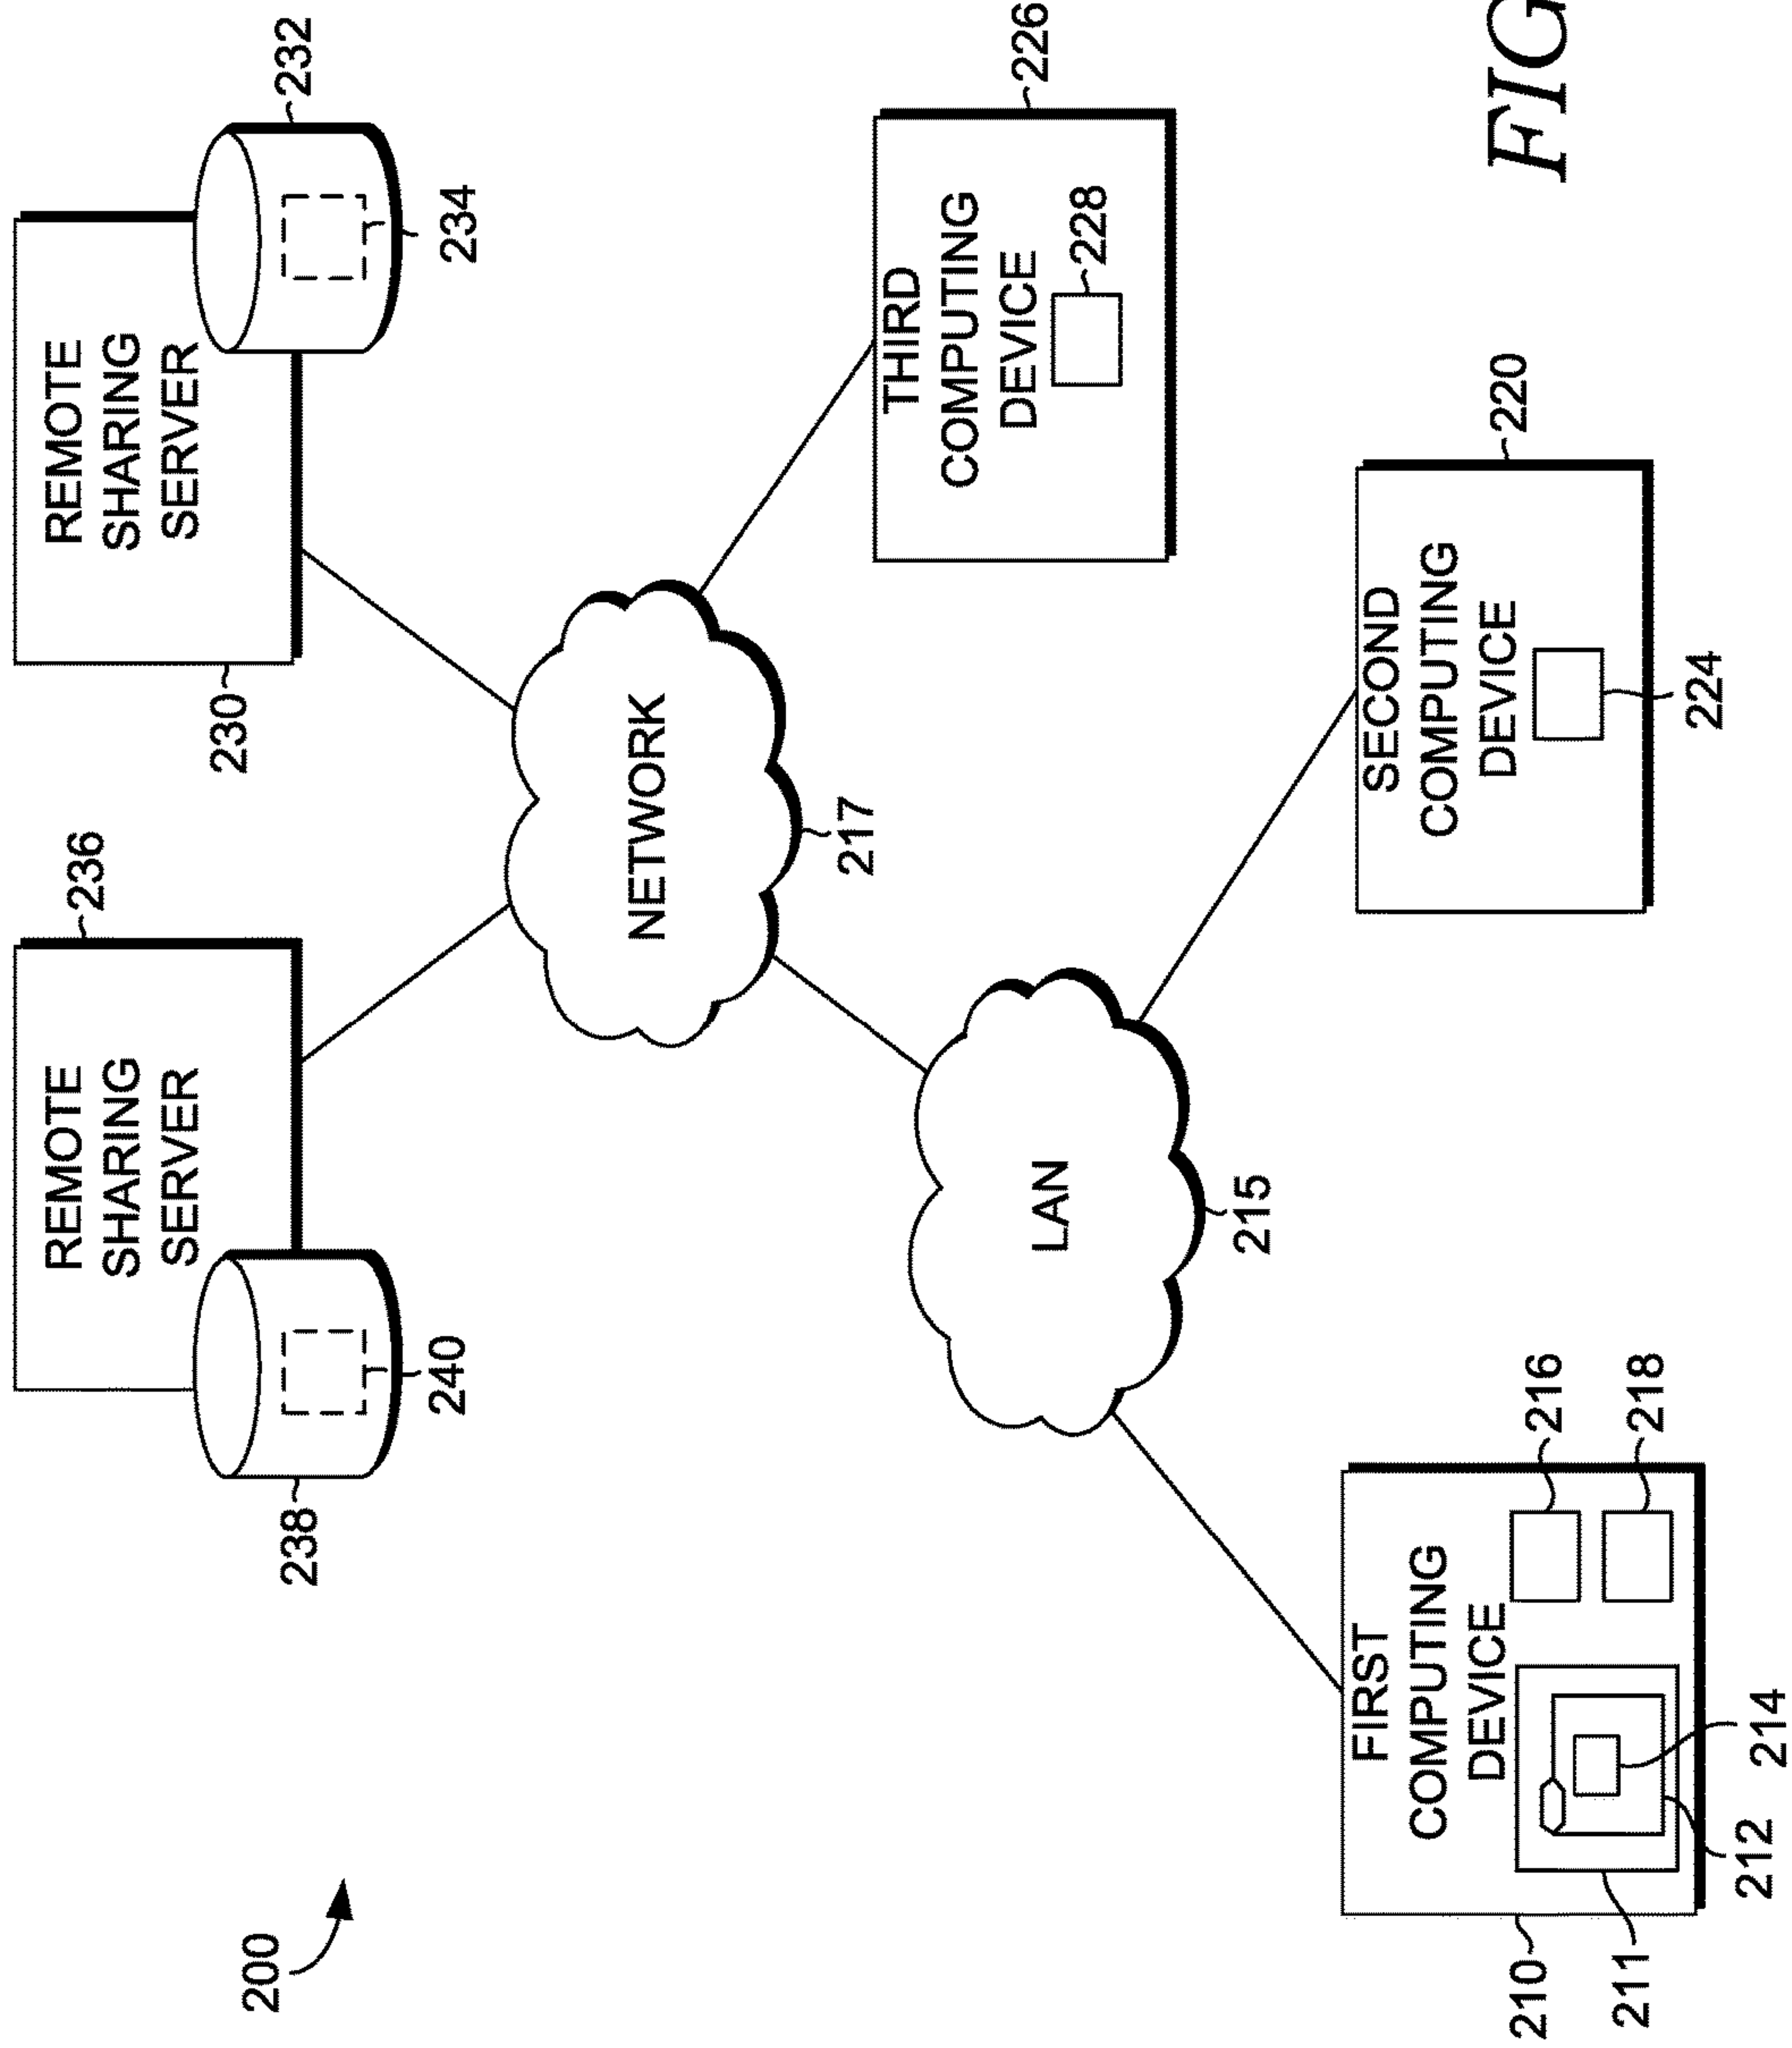 200
236
REMOTE
SHARING
SERVER
238
240
230
REMOTE
SHARING
SERVER
232
234
NETWORK
217
LAN
215
THIRD
COMPUTING
DEVICE
226
228
FIRST
COMPUTING
DEVICE
210
211
212
214
216
218
SECOND
COMPUTING
DEVICE
220
224
FIG